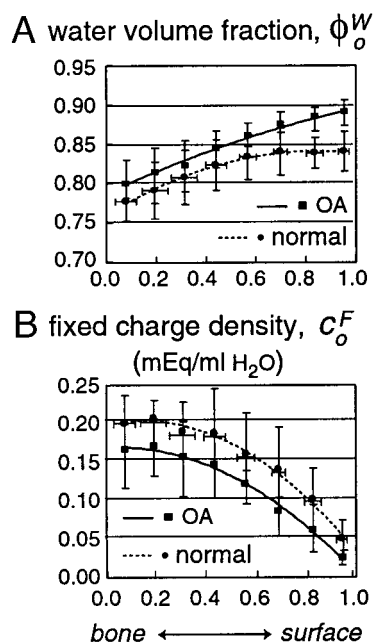 A water volume fraction, ϕ_o^W
0.95
0.90
0.85
0.80
0.75
0.70
OA
normal
0.0 0.2 0.4 0.6 0.8 1.0
B fixed charge density, c_o^F
(mEq/ml H₂O)
0.25
0.20
0.15
0.10
0.05
0.00
OA
normal
0.0 0.2 0.4 0.6 0.8 1.0
bone surface